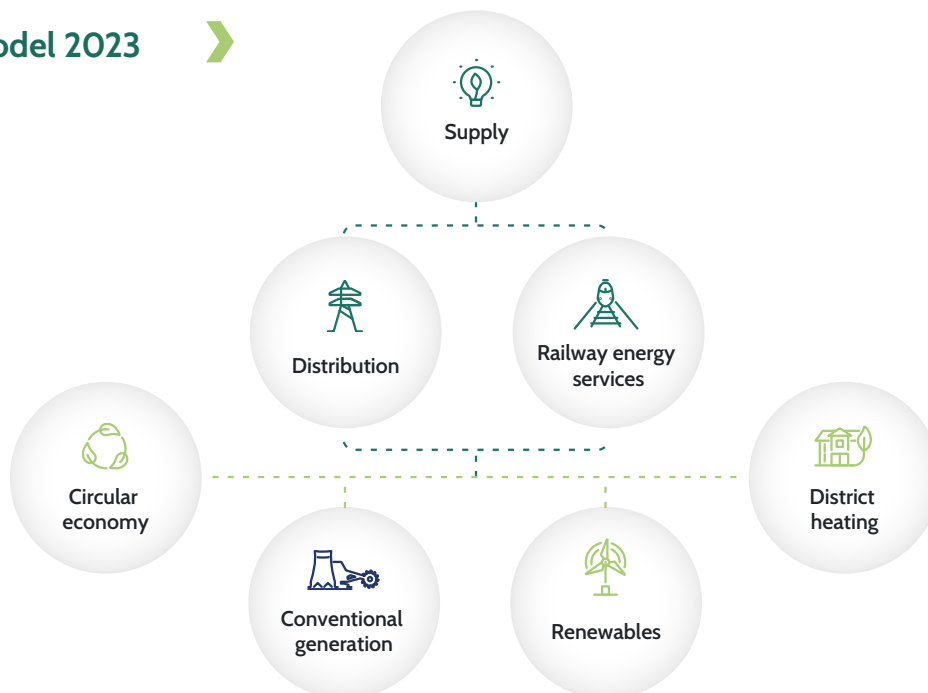 odel 2023
Supply
Distribution
Railway energy
services
Circular
economy
District
heating
Conventional
generation
Renewables